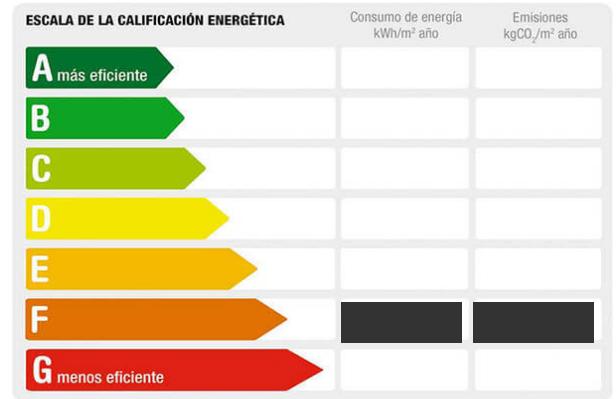 ESCALA DE LA CALIFICACIÓN ENERGÉTICA
Consumo de energía
kWh/m² año
Emisiones
kgCO₂/m² año
A más eficiente
B
C
D
E
F
G menos eficiente